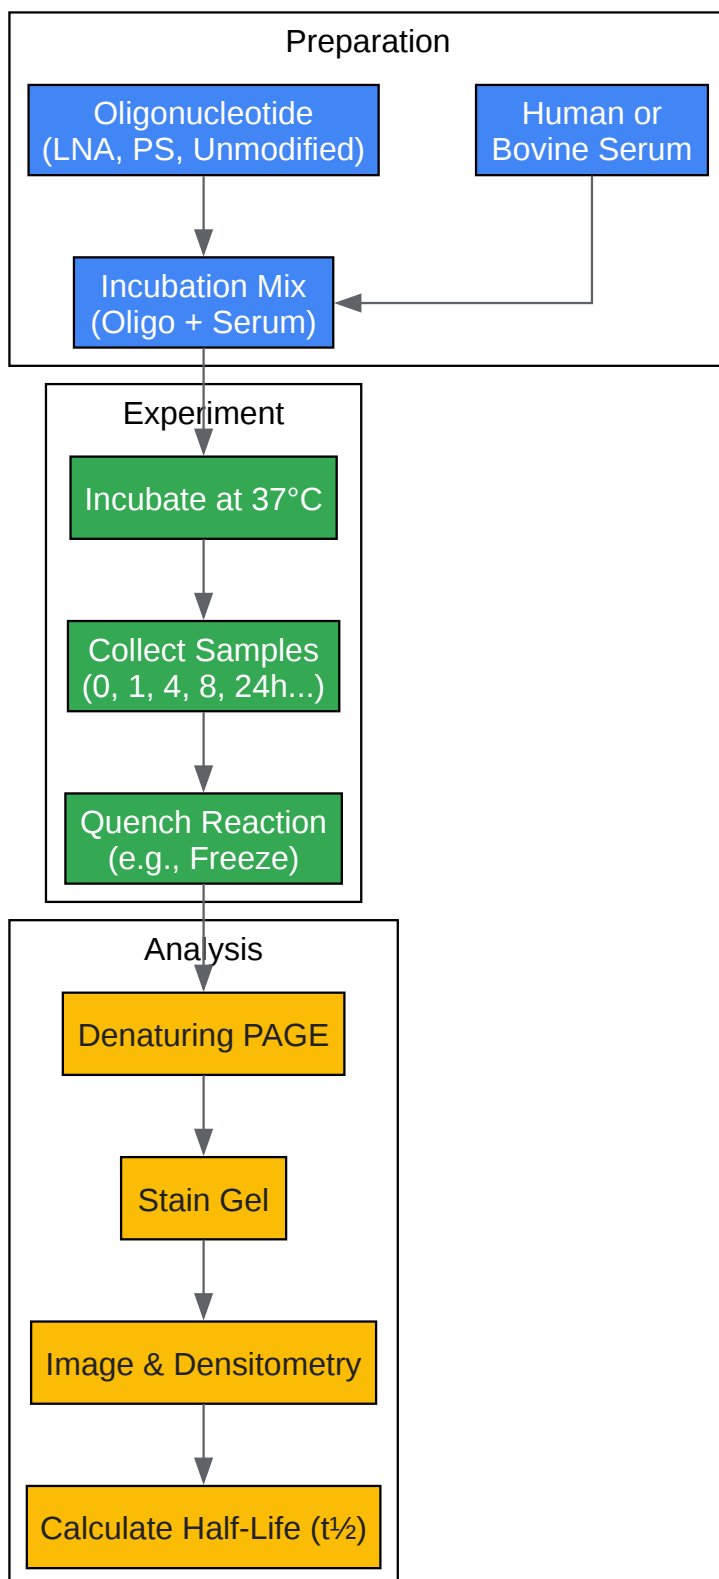 Preparation
Oligonucleotide
(LNA, PS, Unmodified)
Human or
Bovine Serum
Incubation Mix
(Oligo + Serum)
Experiment
Incubate at 37°C
Collect Samples
(0, 1, 4, 8, 24h...)
Quench Reaction
(e.g., Freeze)
Analysis
Denaturing PAGE
Stain Gel
Image & Densitometry
Calculate Half-Life (t½)